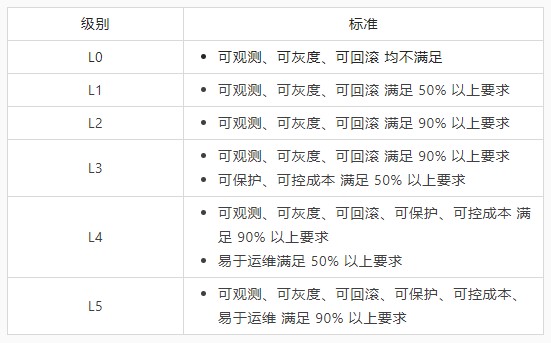 级别 标准
L0 • 可观测、可灰度、可回滚 均不满足
L1 • 可观测、可灰度、可回滚 满足 50% 以上要求
L2 • 可观测、可灰度、可回滚 满足 90% 以上要求
L3 • 可观测、可灰度、可回滚 满足 90% 以上要求
• 可保护、可控成本 满足 50% 以上要求
L4 • 可观测、可灰度、可回滚、可保护、可控成本 满
足 90% 以上要求
• 易于运维满足 50% 以上要求
L5 • 可观测、可灰度、可回滚、可保护、可控成本、
易于运维 满足 90% 以上要求